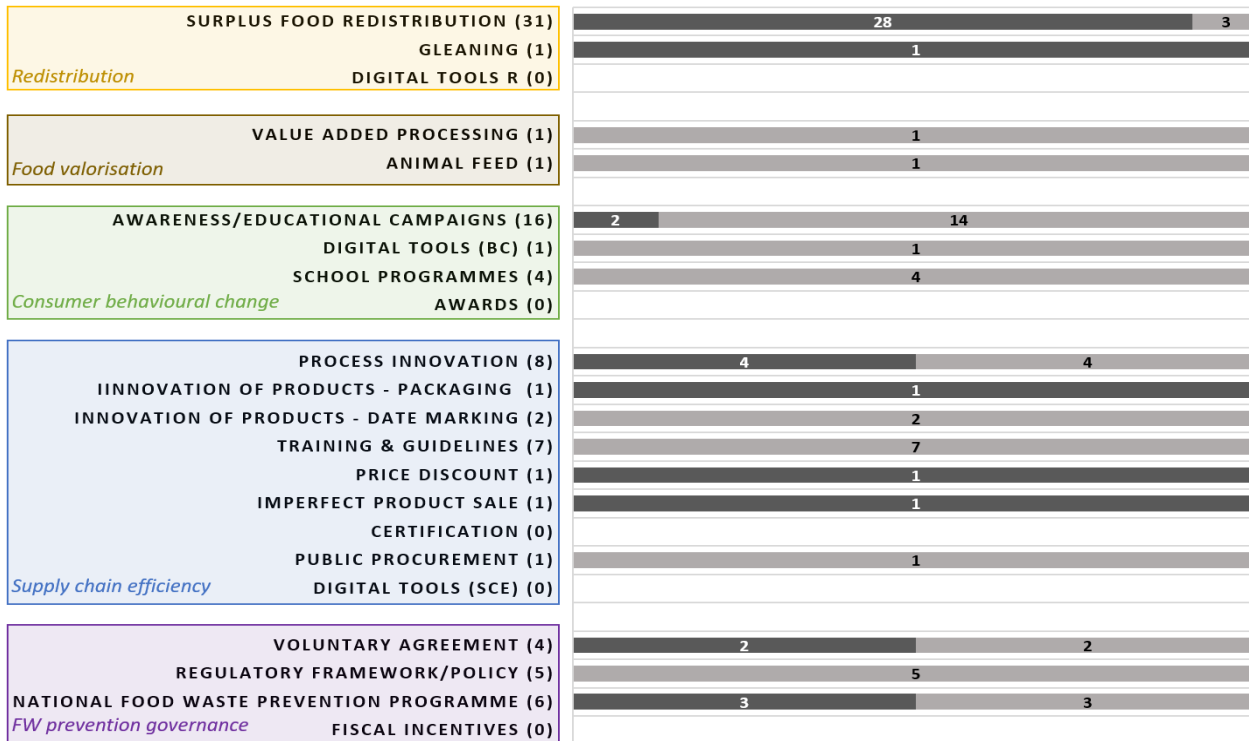 SURPLUS FOOD REDISTRIBUTION (31) 28 3
GLEANING (1) 1
Redistribution DIGITAL TOOLS R (0)
VALUE ADDED PROCESSING (1) 1
Food valorisation ANIMAL FEED (1) 1
AWARENESS/EDUCATIONAL CAMPAIGNS (16) 2 14
DIGITAL TOOLS (BC) (1) 1
SCHOOL PROGRAMMES (4) 4
Consumer behavioural change AWARDS (0)
PROCESS INNOVATION (8) 4 4
IINNOVATION OF PRODUCTS - PACKAGING (1) 1
INNOVATION OF PRODUCTS - DATE MARKING (2) 2
TRAINING & GUIDELINES (7) 7
PRICE DISCOUNT (1) 1
IMPERFECT PRODUCT SALE (1) 1
CERTIFICATION (0)
PUBLIC PROCUREMENT (1) 1
Supply chain efficiency DIGITAL TOOLS (SCE) (0)
VOLUNTARY AGREEMENT (4) 2 2
REGULATORY FRAMEWORK/POLICY (5) 5
NATIONAL FOOD WASTE PREVENTION PROGRAMME (6) 3 3
FW prevention governance FISCAL INCENTIVES (0)